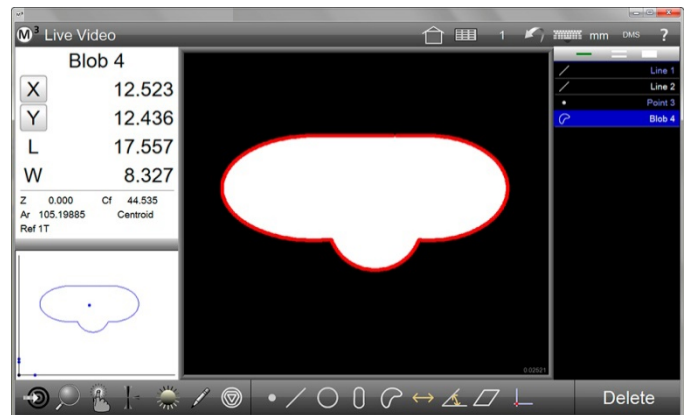 M³ Live Video
1
mm
DMS
?
Blob 4
X 12.523
Y 12.436
L 17.557
W 8.327
Z 0.000 Cf 44.535
Ar 105.19885 Centroid
Ref 1T
Line 1
Line 2
Point 3
Blob 4
0.02621
Delete